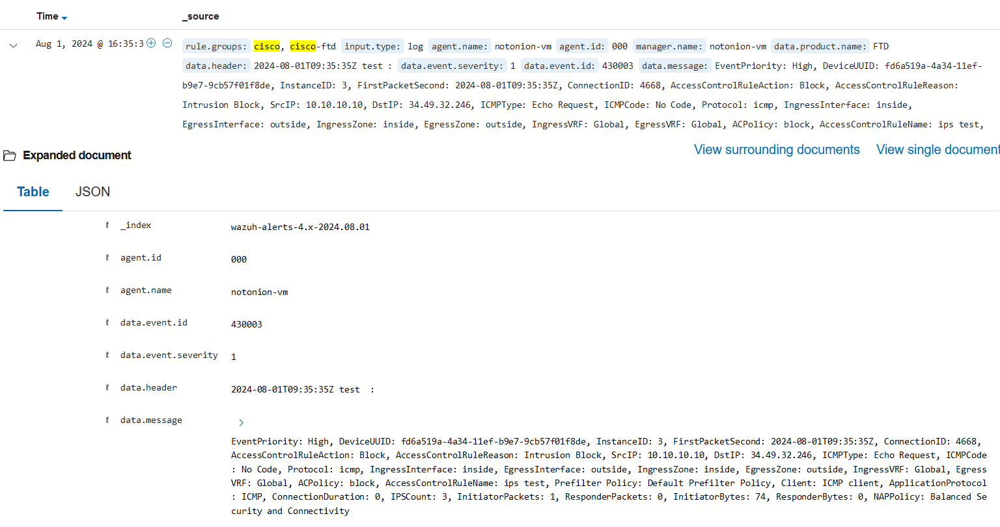 Time _source
Aug 1, 2024 @ 16:35:3 rule.groups: cisco, cisco-ftd input.type: log agent.name: notonion-vm agent.id: 000 manager.name: notonion-vm data.product.name: FTD
data.header: 2024-08-01T09:35:35Z test : data.event.severity: 1 data.event.id: 430003 data.message: EventPriority: High, DeviceUUID: fd6a519a-4a34-11ef-
b9e7-9cb57f01f8de, InstanceID: 3, FirstPacketSecond: 2024-08-01T09:35:35Z, ConnectionID: 4668, AccessControlRuleAction: Block, AccessControlRuleReason:
Intrusion Block, SrcIP: 10.10.10.10, DstIP: 34.49.32.246, ICMPType: Echo Request, ICMPCode: No Code, Protocol: icmp, IngressInterface: inside,
EgressInterface: outside, IngressZone: inside, EgressZone: outside, IngressVRF: Global, EgressVRF: Global, ACPolicy: block, AccessControlRuleName: ips test,
Expanded document View surrounding documents View single document
Table JSON
t _index wazuh-alerts-4.x-2024.08.01
t agent.id 000
t agent.name notonion-vm
t data.event.id 430003
t data.event.severity 1
t data.header 2024-08-01T09:35:35Z test  :
t data.message
EventPriority: High, DeviceUUID: fd6a519a-4a34-11ef-b9e7-9cb57f01f8de, InstanceID: 3, FirstPacketSecond: 2024-08-01T09:35:35Z, ConnectionID: 4668,
AccessControlRuleAction: Block, AccessControlRuleReason: Intrusion Block, SrcIP: 10.10.10.10, DstIP: 34.49.32.246, ICMPType: Echo Request, ICMPCode
: No Code, Protocol: icmp, IngressInterface: inside, EgressInterface: outside, IngressZone: inside, EgressZone: outside, IngressVRF: Global, Egress
VRF: Global, ACPolicy: block, AccessControlRuleName: ips test, Prefilter Policy: Default Prefilter Policy, Client: ICMP client, ApplicationProtocol
: ICMP, ConnectionDuration: 0, IPSCount: 3, InitiatorPackets: 1, ResponderPackets: 0, InitiatorBytes: 74, ResponderBytes: 0, NAPPolicy: Balanced Se
curity and Connectivity